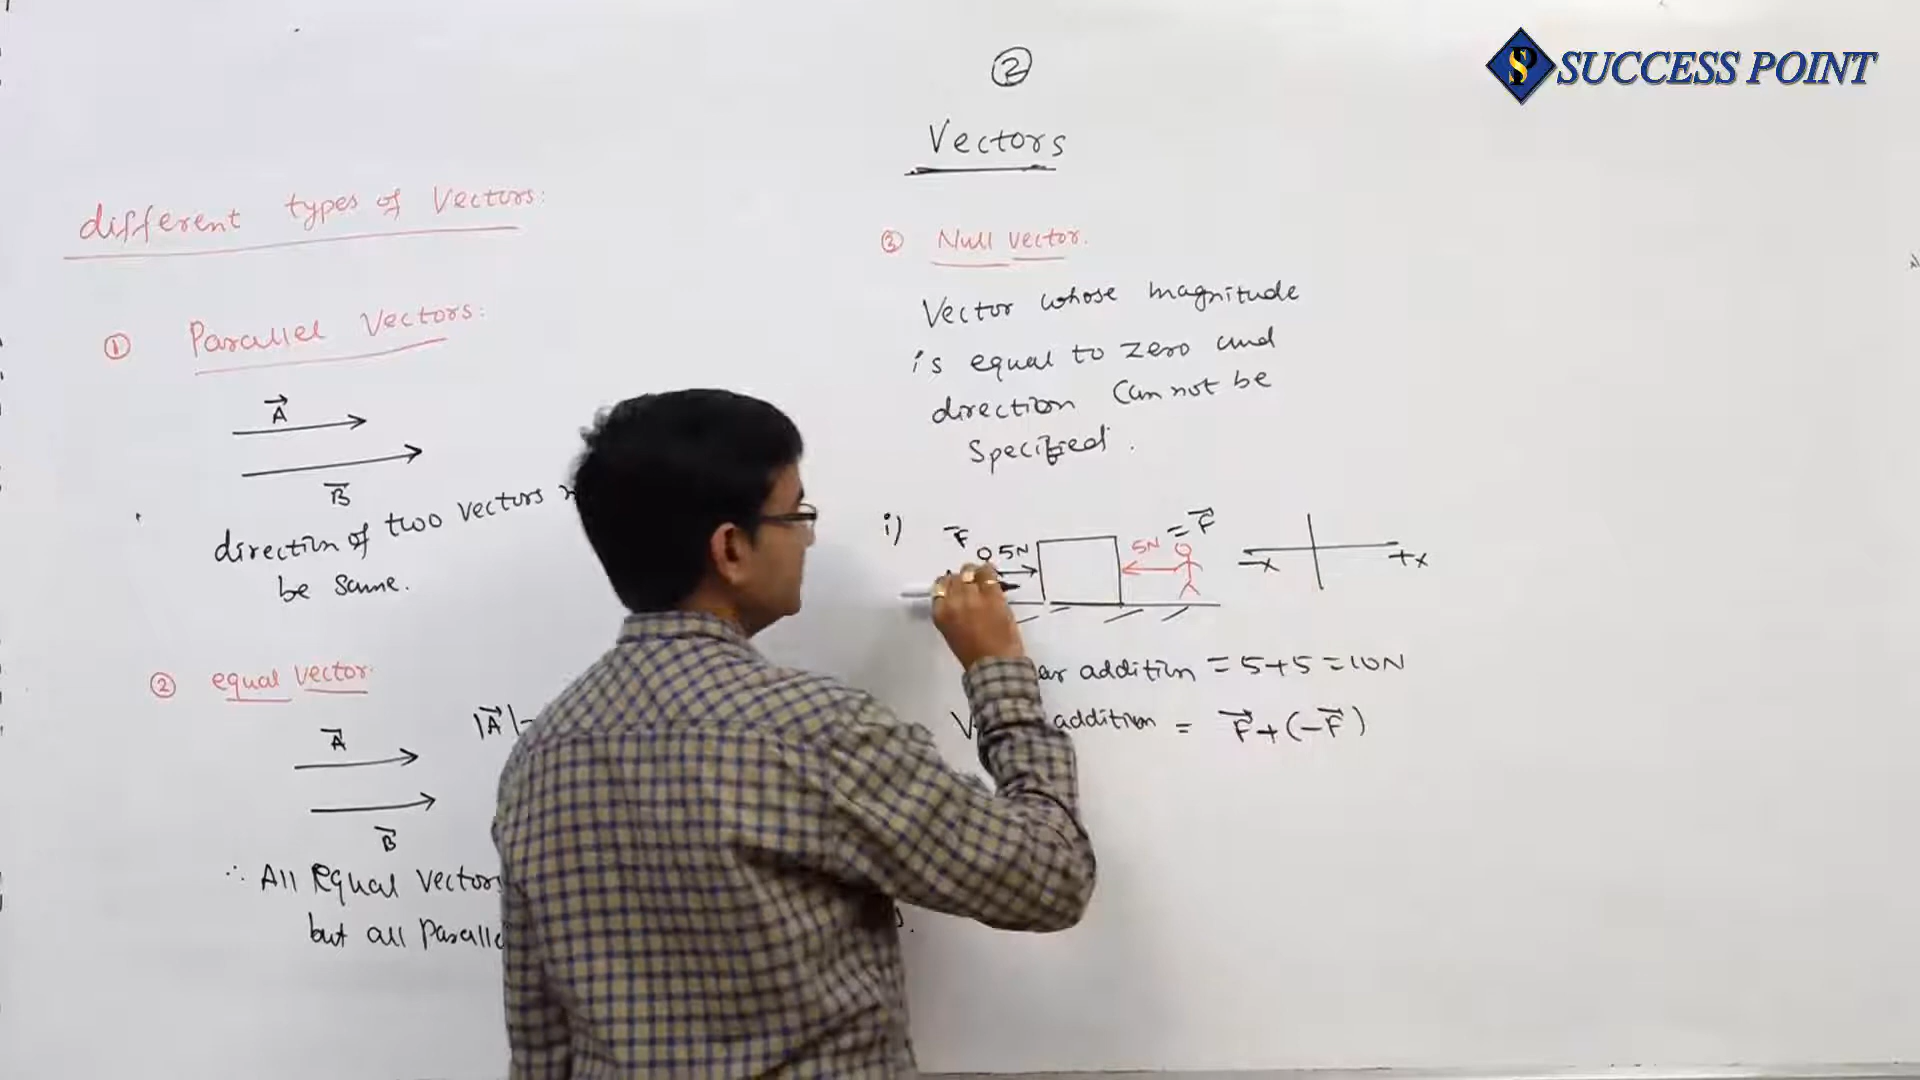 SUCCESS POINT
②
Vectors
different types of Vectors:
① Parallel Vectors:
A
B
direction of two vectors
be same.
② equal vector.
A
|A|
B
∴ All equal vectors
but all Paralle
③ Null vector.
Vector whose magnitude
is equal to zero and
direction Can not be
Specified.
i) F 5N 5N = F
-x +x
ar addition = 5+5 = 10N
V addition = F+(-F)